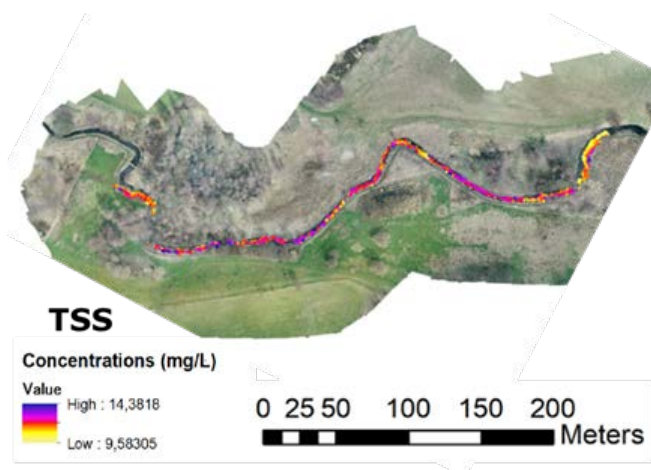 TSS
Concentrations (mg/L)
Value
High : 14,3818
Low : 9,58305
0 25 50 100 150 200
Meters